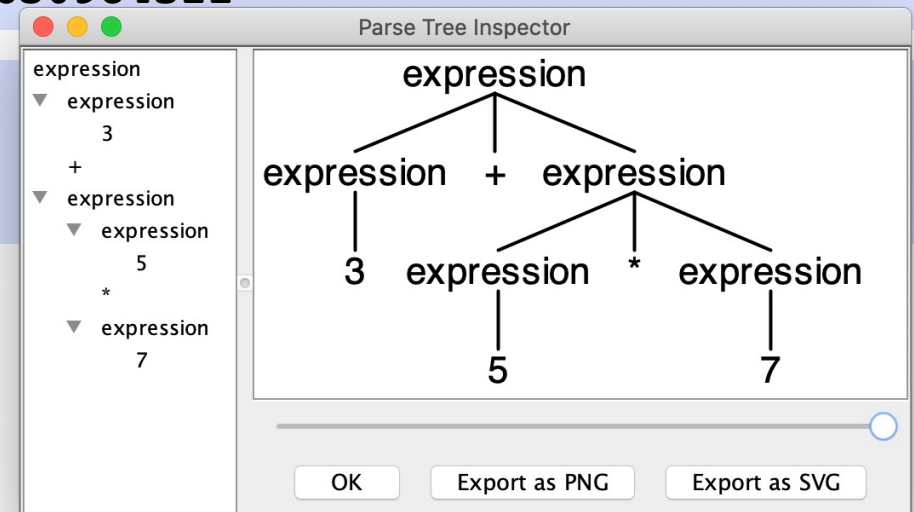 Parse Tree Inspector
expression
expression
3
+
expression
expression
5
*
expression
7
expression
expression + expression
3 expression * expression
5 7
OK Export as PNG Export as SVG